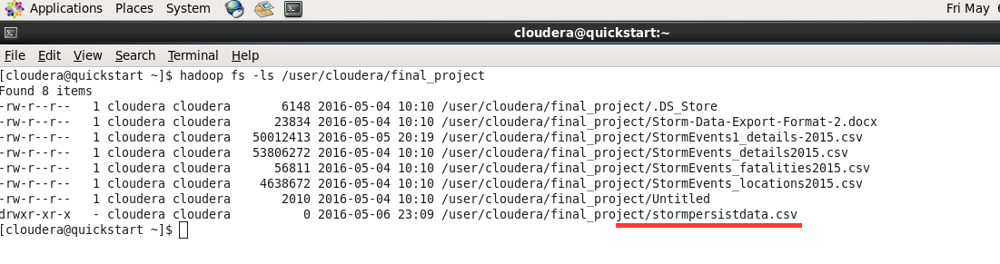 Applications Places System Fri May
cloudera@quickstart:~
File Edit View Search Terminal Help
[cloudera@quickstart ~]$ hadoop fs -ls /user/cloudera/final_project
Found 8 items
-rw-r--r--   1 cloudera cloudera       6148 2016-05-04 10:10 /user/cloudera/final_project/.DS_Store
-rw-r--r--   1 cloudera cloudera      23834 2016-05-04 10:10 /user/cloudera/final_project/Storm-Data-Export-Format-2.docx
-rw-r--r--   1 cloudera cloudera   50012413 2016-05-05 20:19 /user/cloudera/final_project/StormEvents1_details-2015.csv
-rw-r--r--   1 cloudera cloudera   53806272 2016-05-04 10:10 /user/cloudera/final_project/StormEvents_details2015.csv
-rw-r--r--   1 cloudera cloudera      56811 2016-05-04 10:10 /user/cloudera/final_project/StormEvents_fatalities2015.csv
-rw-r--r--   1 cloudera cloudera    4638672 2016-05-04 10:10 /user/cloudera/final_project/StormEvents_locations2015.csv
-rw-r--r--   1 cloudera cloudera       2010 2016-05-04 10:10 /user/cloudera/final_project/Untitled
drwxr-xr-x   - cloudera cloudera          0 2016-05-06 23:09 /user/cloudera/final_project/stormpersistdata.csv
[cloudera@quickstart ~]$